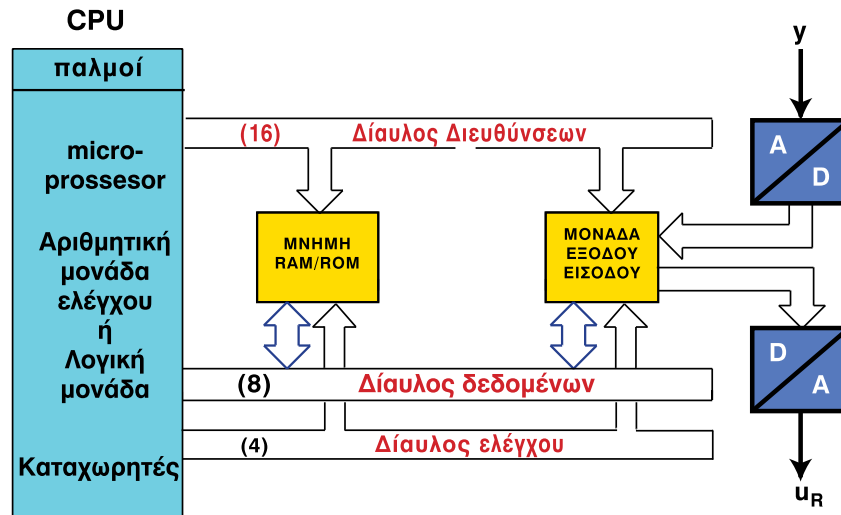 CPU
παλμοί
micro-
prossesor
Αριθμητική
μονάδα
ελέγχου
ή
Λογική
μονάδα
Καταχωρητές
(16) Δίαυλος Διευθύνσεων
ΜΝΗΜΗ
RAM/ROM
ΜΟΝΑΔΑ
ΕΞΟΔΟΥ
ΕΙΣΟΔΟΥ
(8) Δίαυλος δεδομένων
(4) Δίαυλος ελέγχου
y
A
D
D
A
uR